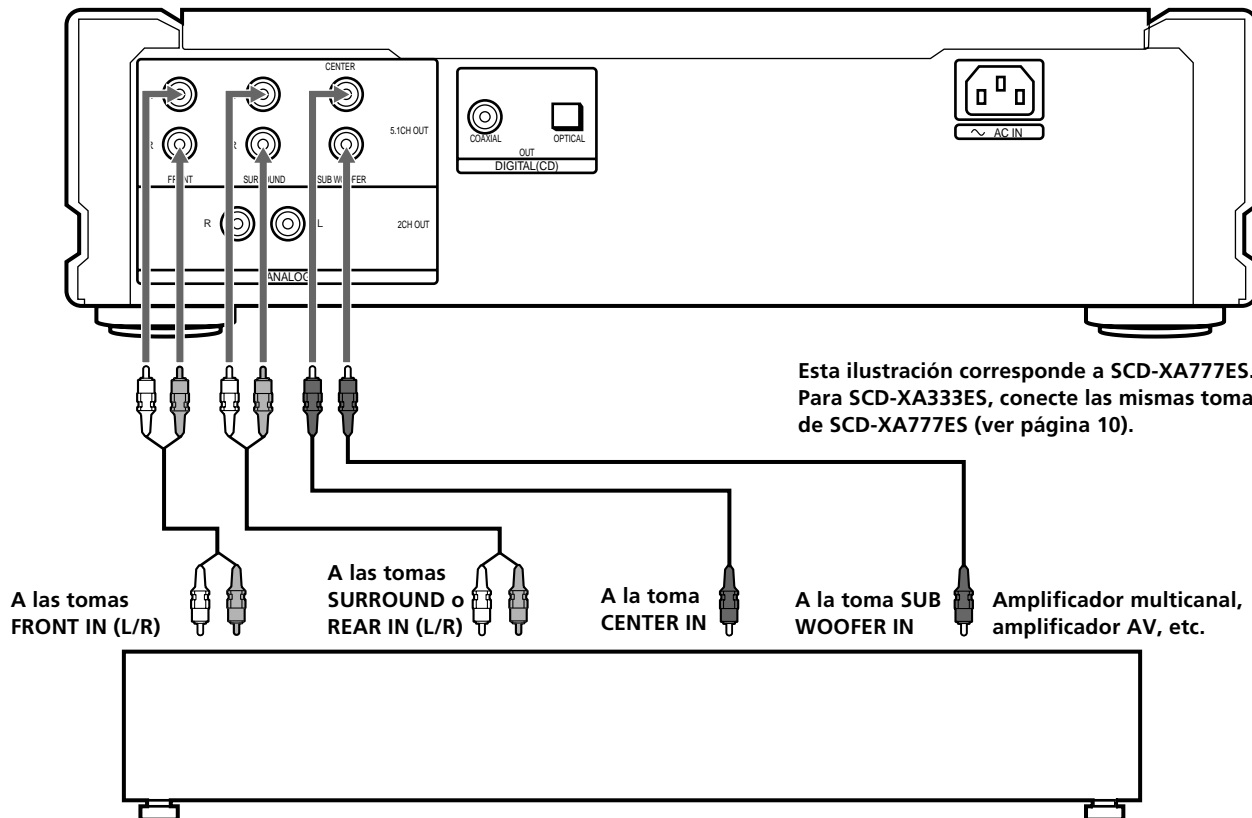 CENTER
5.1CH OUT
R
R
FRONT
SURROUND
SUB WOOFER
R
L
2CH OUT
ANALOG
COAXIAL
OPTICAL
OUT
DIGITAL(CD)
AC IN
Esta ilustración corresponde a SCD-XA777ES.
Para SCD-XA333ES, conecte las mismas toma
de SCD-XA777ES (ver página 10).
A las tomas
FRONT IN (L/R)
A las tomas
SURROUND o
REAR IN (L/R)
A la toma
CENTER IN
A la toma SUB
WOOFER IN
Amplificador multicanal,
amplificador AV, etc.